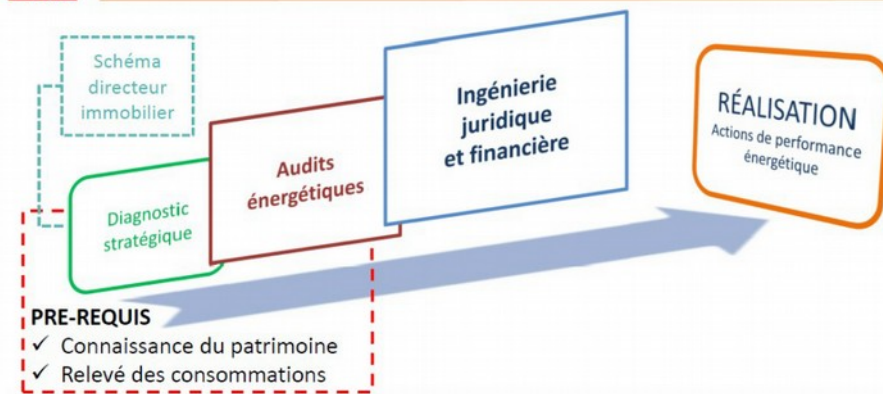 Schéma
directeur
immobilier
Diagnostic
stratégique
Audits
énergétiques
Ingénierie
juridique
et financière
RÉALISATION
Actions de performance
énergétique
PRE-REQUIS
✓ Connaissance du patrimoine
✓ Relevé des consommations